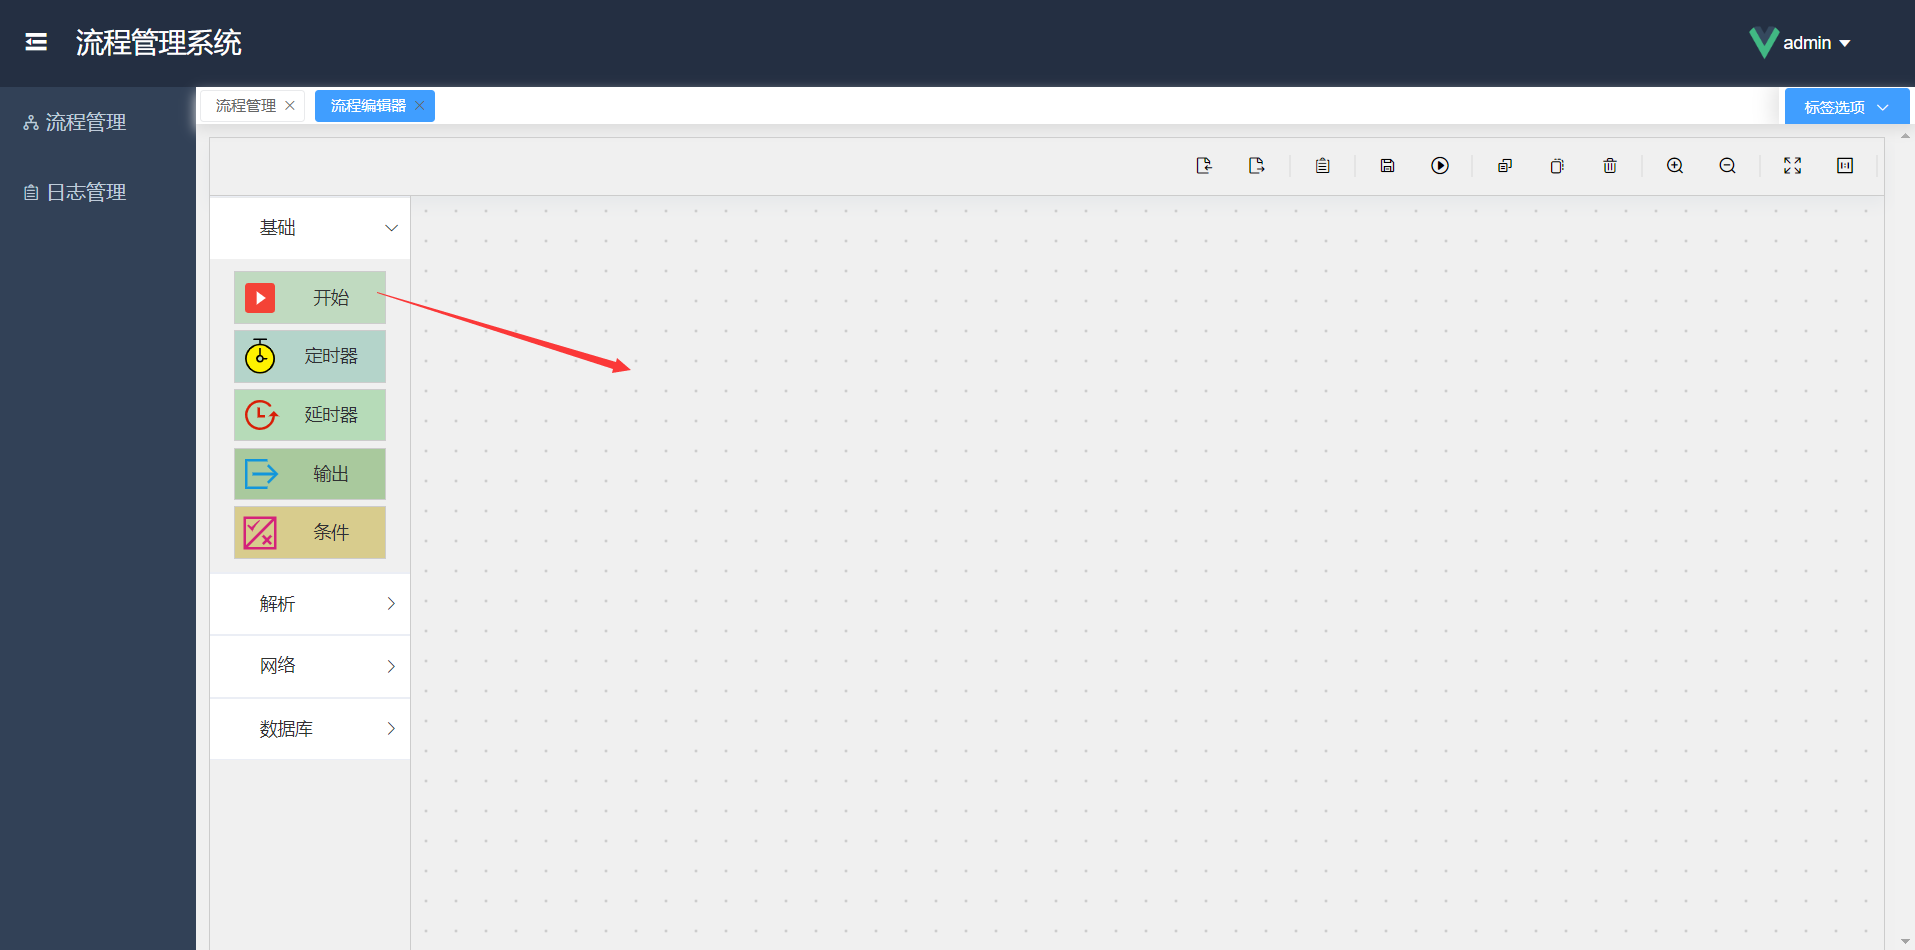 流程管理系统
admin
流程管理
日志管理
流程管理
流程编辑器
标签选项
基础
开始
定时器
延时器
输出
条件
解析
网络
数据库